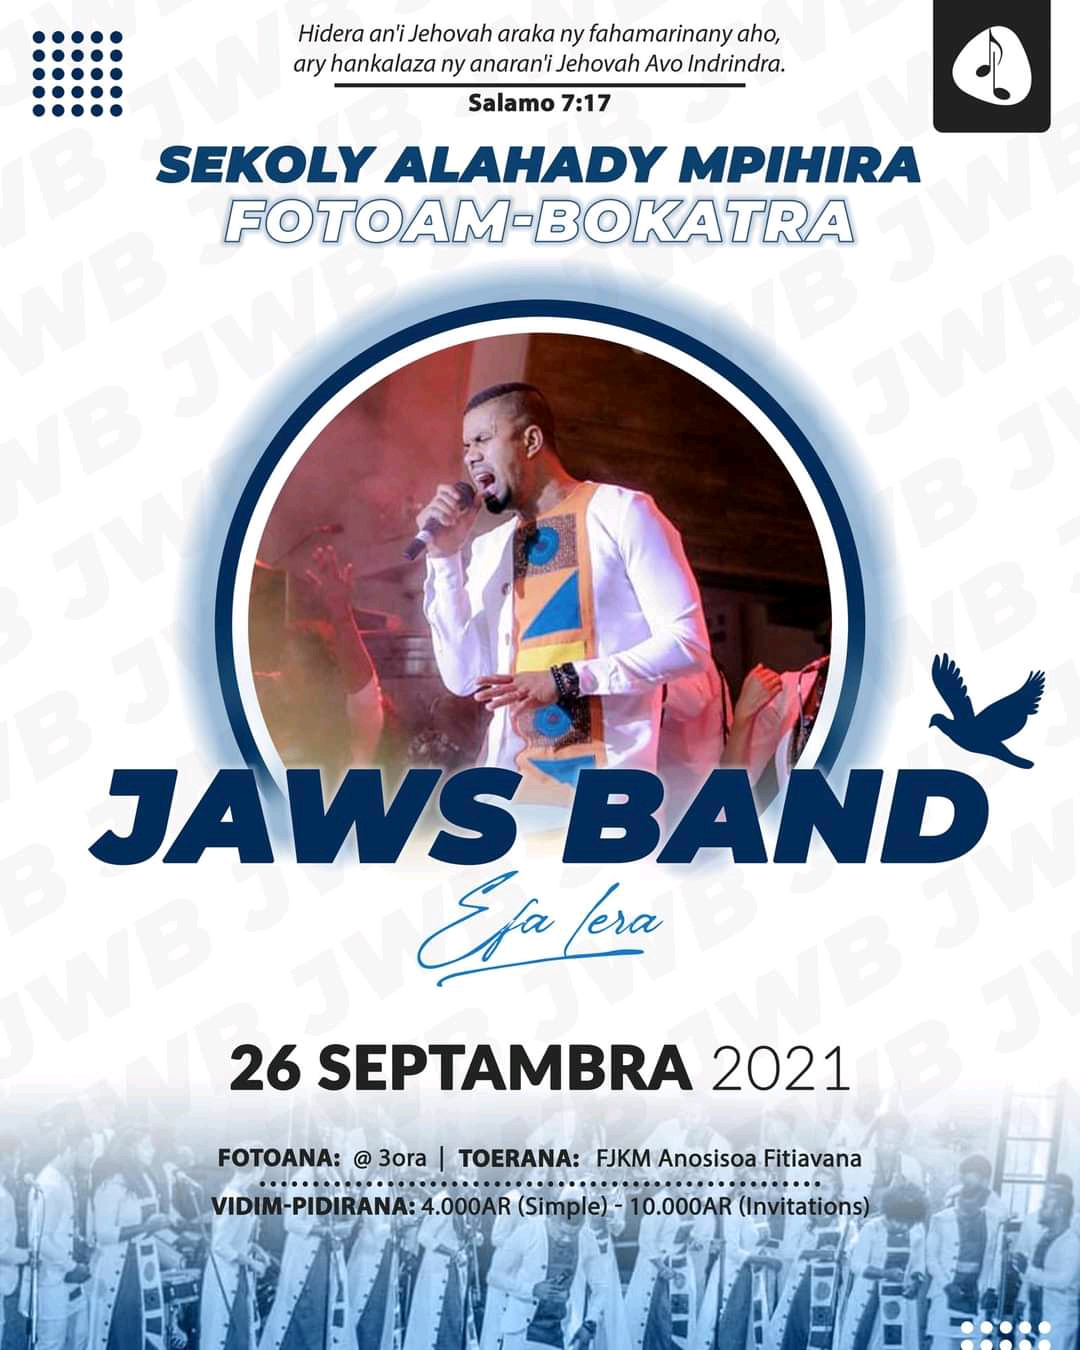 Hidera an'i Jehovah araka ny fahamarinany aho,
ary hankalaza ny anaran'i Jehovah Avo Indrindra.
Salamo 7:17
SEKOLY ALAHADY MPIHIRA
FOTOAM-BOKATRA
JAWS BAND
Efa lera
26 SEPTAMBRA 2021
FOTOANA: @ 3ora | TOERANA: FJKM Anosisoa Fitiavana
VIDIM-PIDIRANA: 4.000AR (Simple) - 10.000AR (Invitations)
JWB